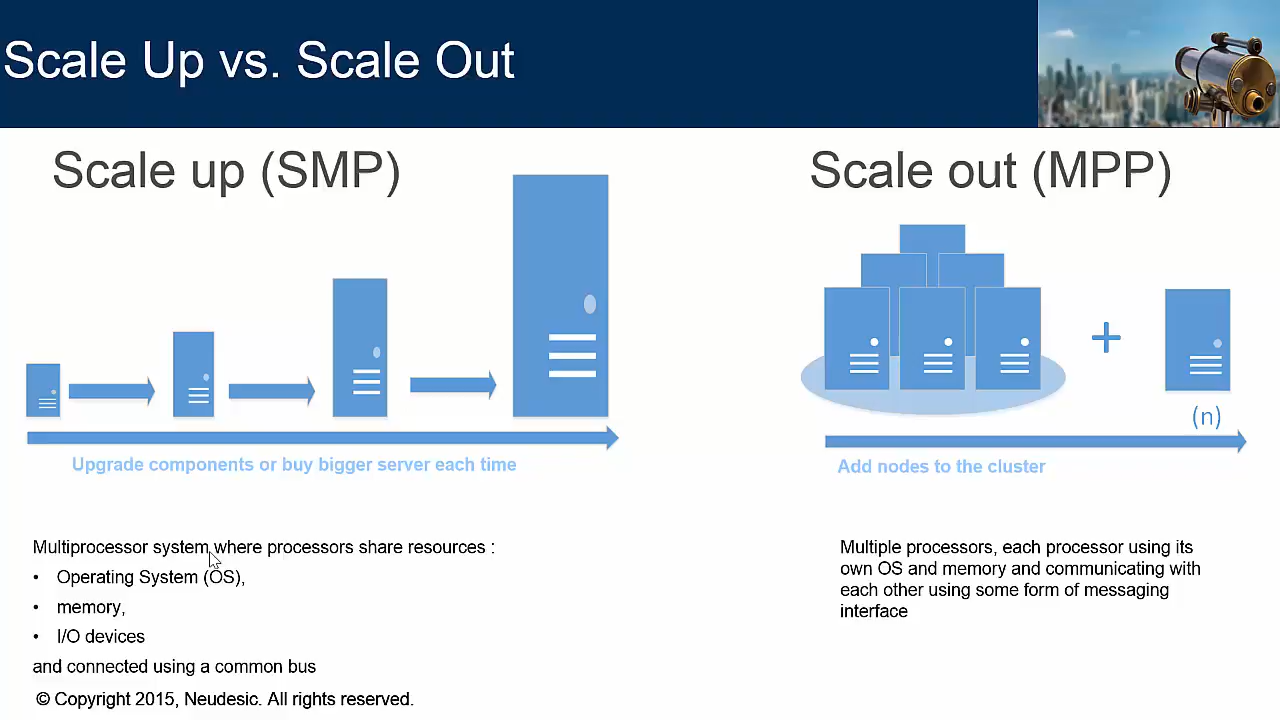 Scale Up vs. Scale Out
Scale up (SMP)
Upgrade components or buy bigger server each time
Multiprocessor system where processors share resources :
• Operating System (OS),
• memory,
• I/O devices
and connected using a common bus
© Copyright 2015, Neudesic. All rights reserved.
Scale out (MPP)
+
(n)
Add nodes to the cluster
Multiple processors, each processor using its
own OS and memory and communicating with
each other using some form of messaging
interface